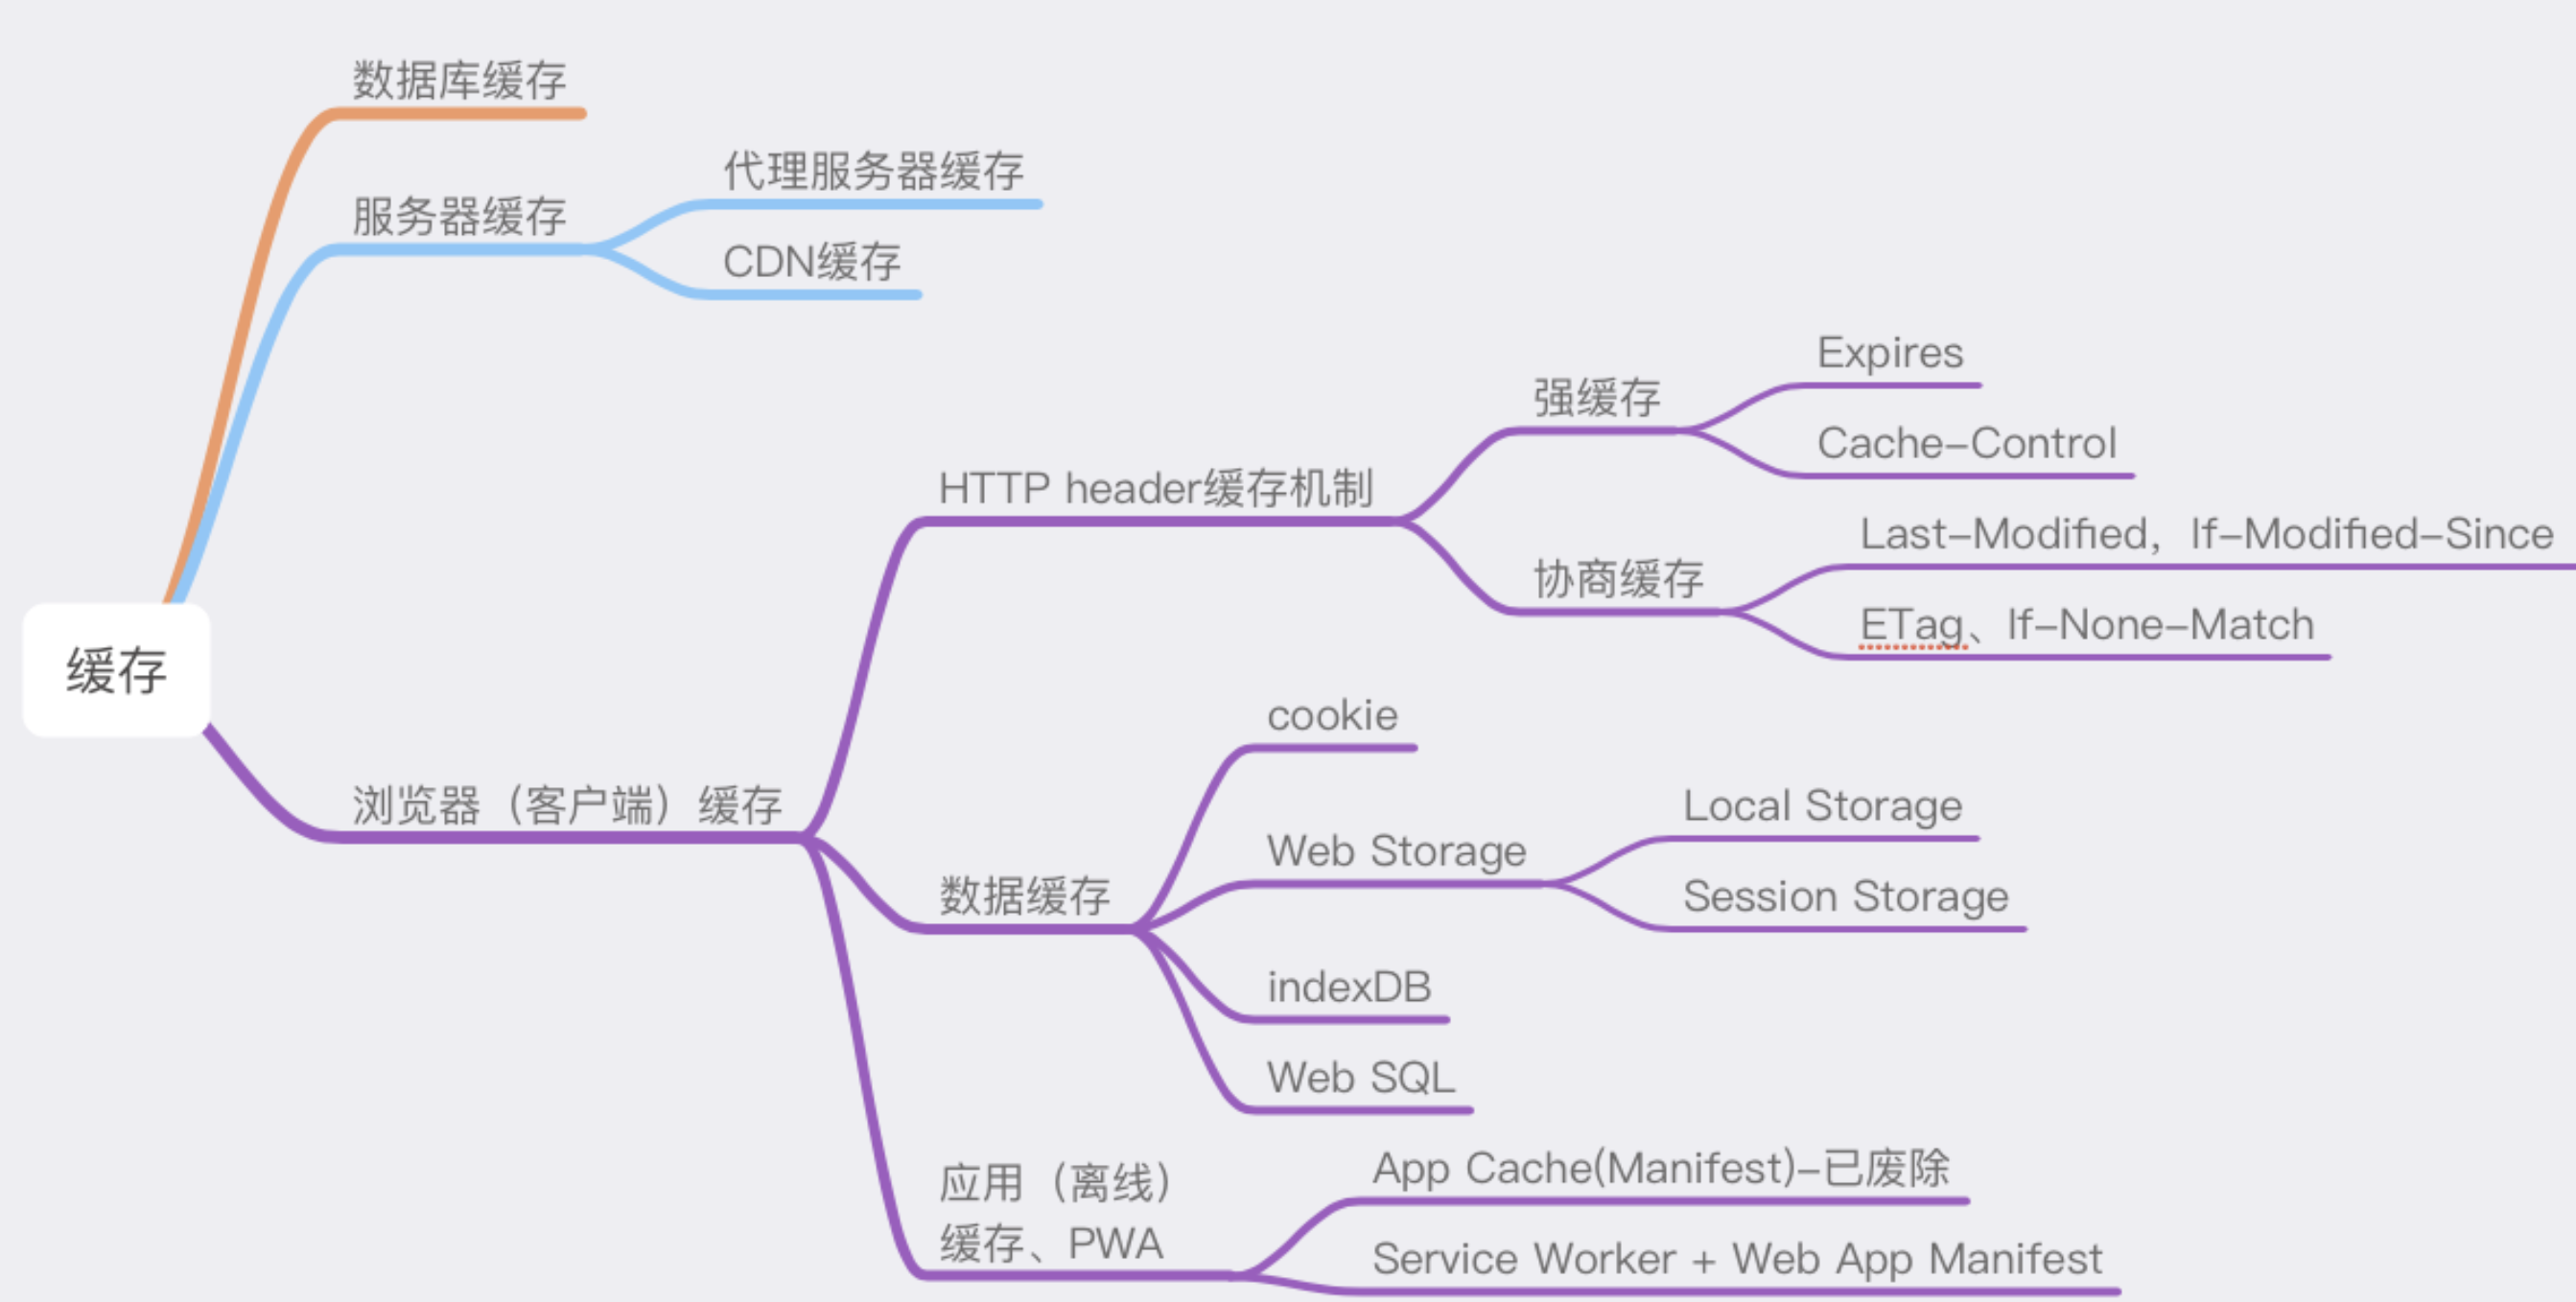 数据库缓存
代理服务器缓存
服务器缓存
CDN缓存
Expires
强缓存
Cache-Control
HTTP header缓存机制
Last-Modified，If-Modified-Since
协商缓存
ETag、If-None-Match
缓存
cookie
浏览器（客户端）缓存
Local Storage
Web Storage
数据缓存
Session Storage
indexDB
Web SQL
应用（离线）
缓存、PWA
App Cache(Manifest)-已废除
Service Worker + Web App Manifest